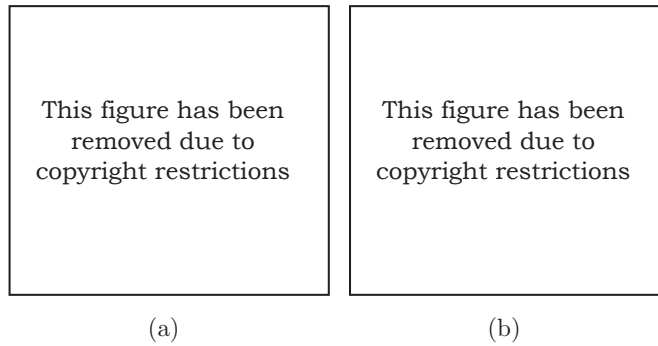 This figure has been
removed due to
copyright restrictions
(a)
This figure has been
removed due to
copyright restrictions
(b)